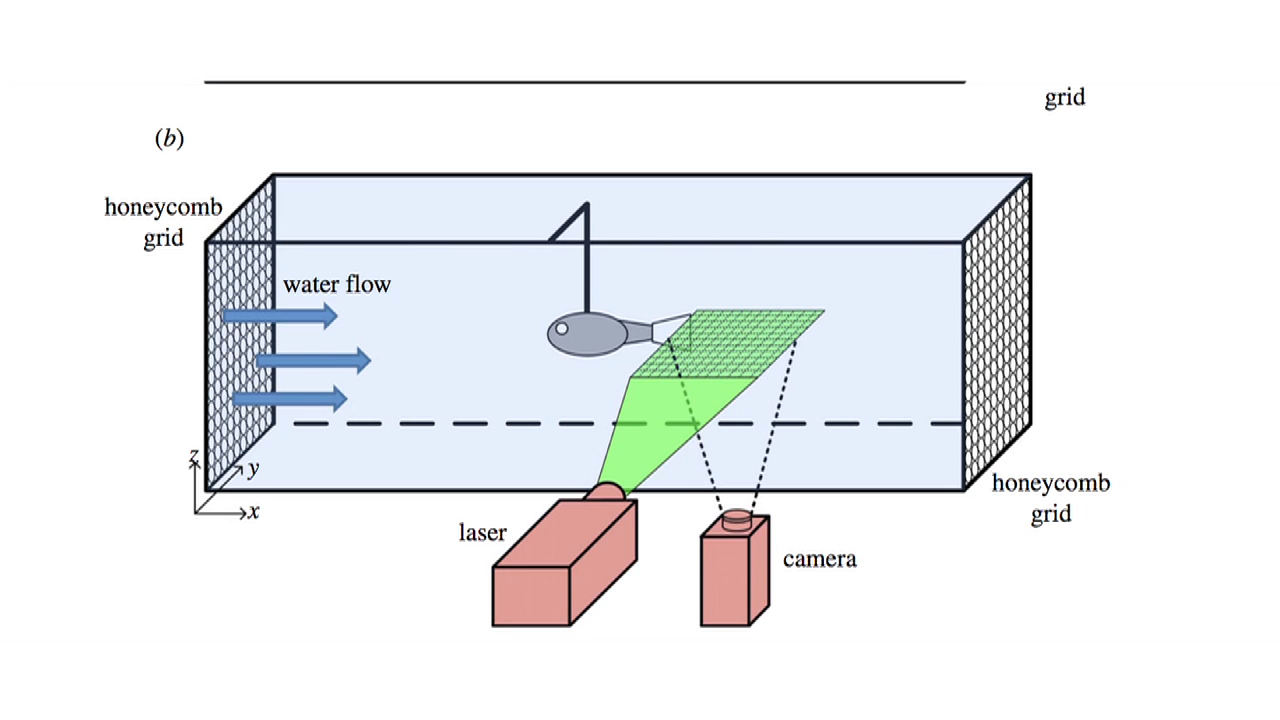 grid
(b)
honeycomb
grid
water flow
z
y
x
honeycomb
grid
laser
camera